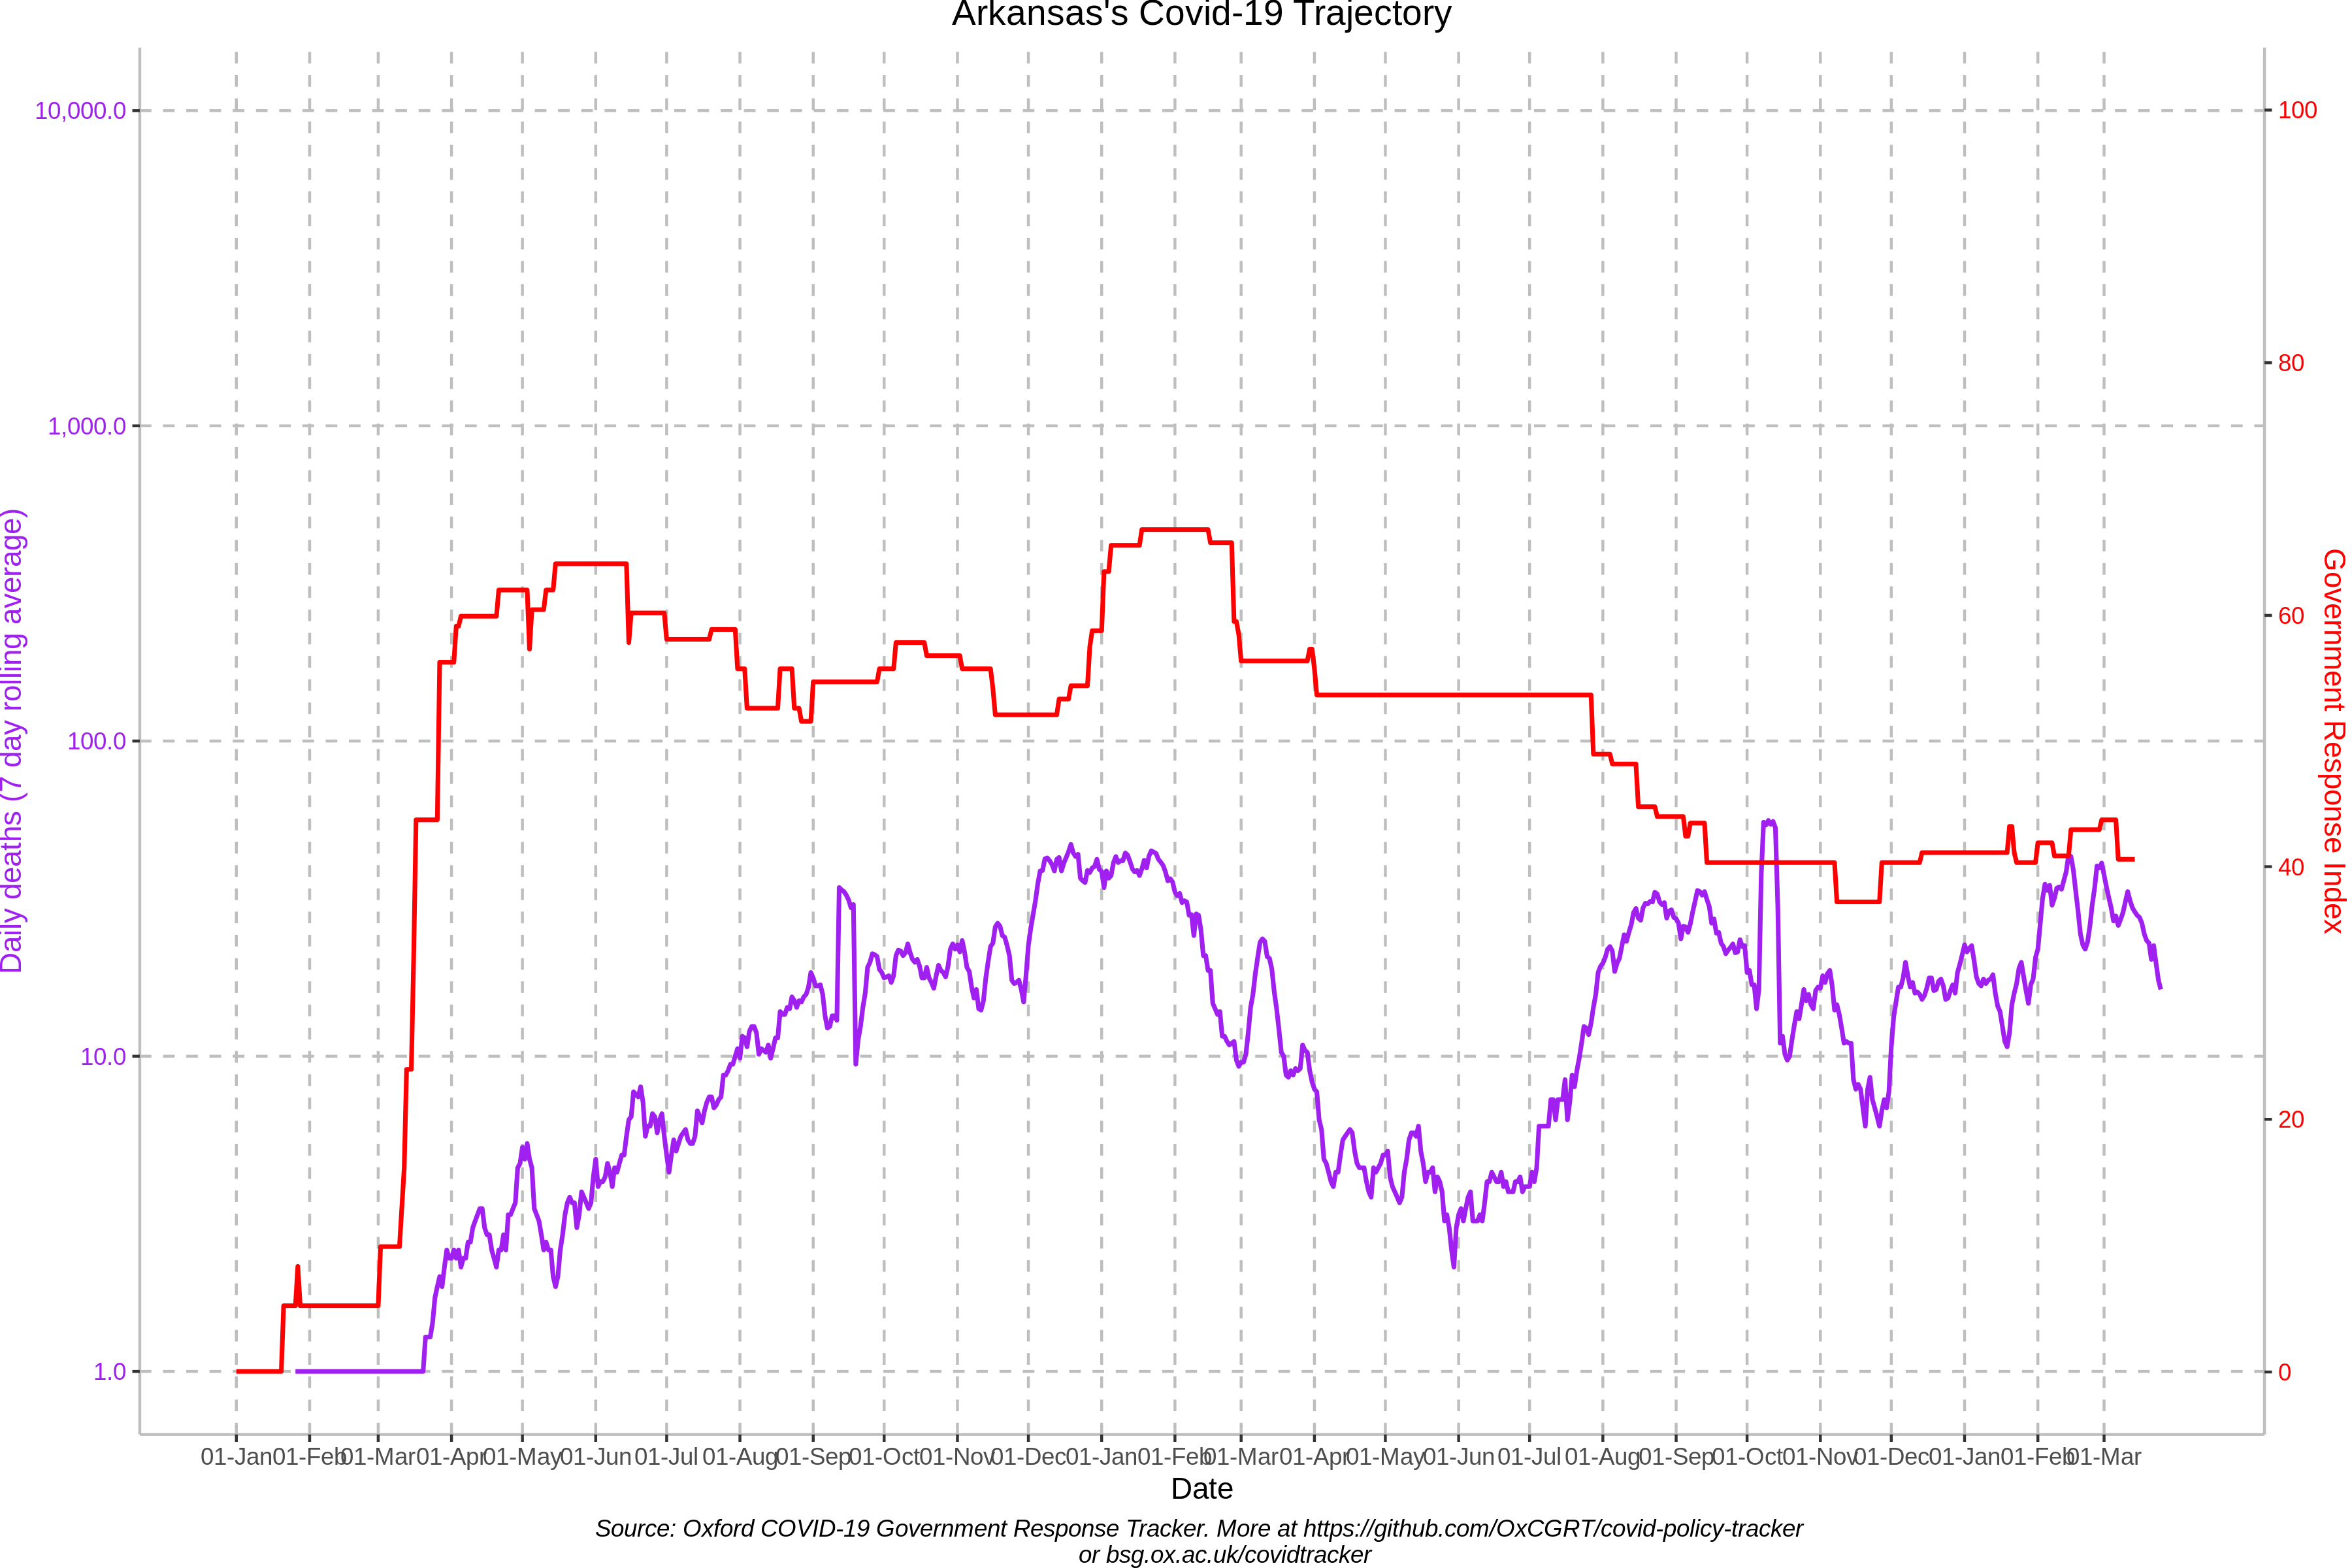 Arkansas's Covid-19 Trajectory
10,000.0
1,000.0
100.0
10.0
1.0
Daily deaths (7 day rolling average)
100
80
60
40
20
0
Government Response Index
01-Jan 01-Feb 01-Mar 01-Apr 01-May 01-Jun 01-Jul 01-Aug 01-Sep 01-Oct 01-Nov 01-Dec 01-Jan 01-Feb 01-Mar 01-Apr 01-May 01-Jun 01-Jul 01-Aug 01-Sep 01-Oct 01-Nov 01-Dec 01-Jan 01-Feb 01-Mar
Date
Source: Oxford COVID-19 Government Response Tracker. More at https://github.com/OxCGRT/covid-policy-tracker
or bsg.ox.ac.uk/covidtracker